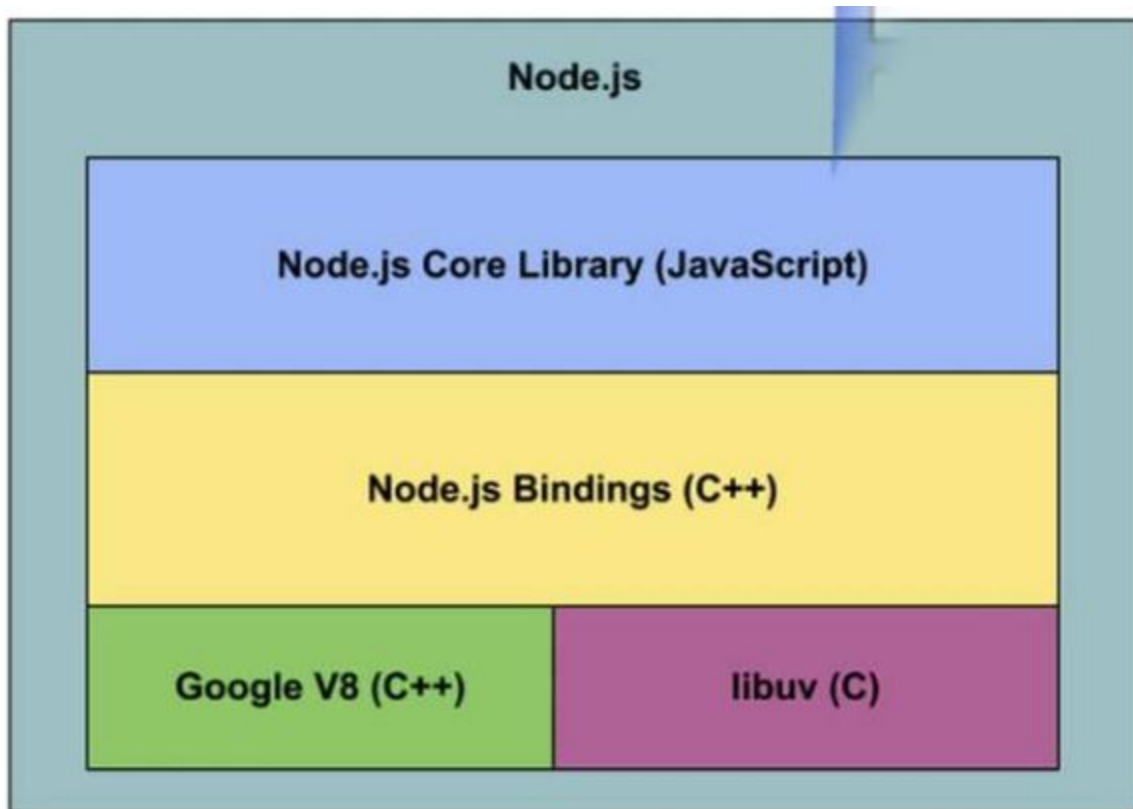 Node.js
Node.js Core Library (JavaScript)
Node.js Bindings (C++)
Google V8 (C++)
libuv (C)